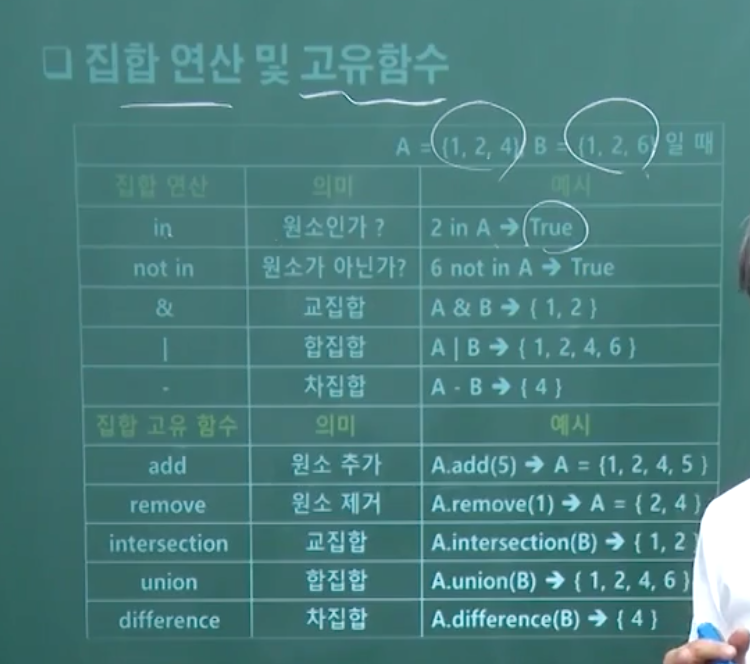 ❏ 집합 연산 및 고유함수
A = {1, 2, 4}, B = {1, 2, 6} 일 때
집합 연산 의미 예시
in 원소인가 ? 2 in A ➔ True
not in 원소가 아닌가? 6 not in A ➔ True
& 교집합 A & B ➔ { 1, 2 }
| 합집합 A | B ➔ { 1, 2, 4, 6 }
- 차집합 A - B ➔ { 4 }
집합 고유 함수 의미 예시
add 원소 추가 A.add(5) ➔ A = {1, 2, 4, 5 }
remove 원소 제거 A.remove(1) ➔ A = { 2, 4 }
intersection 교집합 A.intersection(B) ➔ { 1, 2
union 합집합 A.union(B) ➔ { 1, 2, 4, 6 }
difference 차집합 A.difference(B) ➔ { 4 }